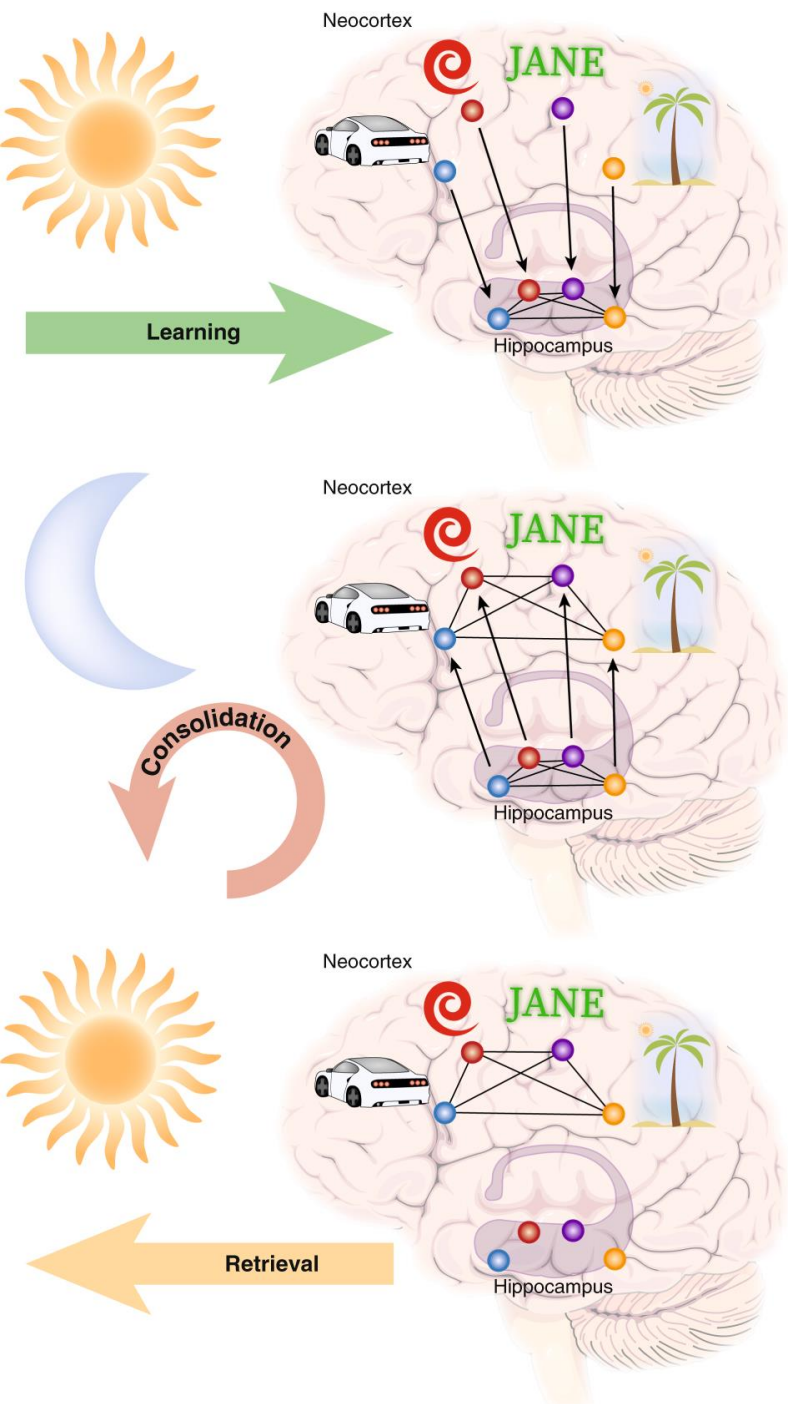 Neocortex
JANE
Learning
Hippocampus
Neocortex
JANE
Consolidation
Hippocampus
Neocortex
JANE
Retrieval
Hippocampus